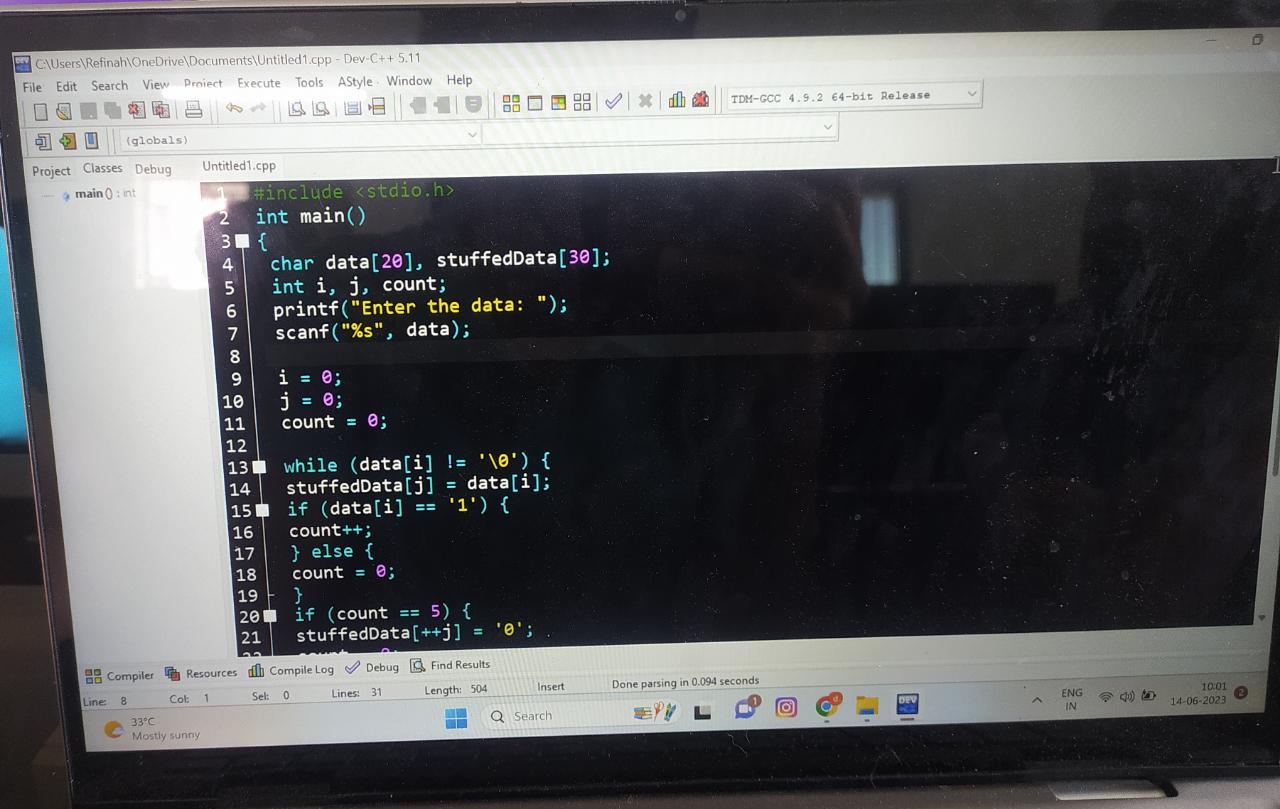 C:\Users\Refinah\OneDrive\Documents\Untitled1.cpp - Dev-C++ 5.11
File Edit Search View Project Execute Tools AStyle Window Help
TDM-GCC 4.9.2 64-bit Release
(globals)
Project Classes Debug Untitled1.cpp
main() : int
1 #include <stdio.h>
2 int main()
3 {
4 char data[20], stuffedData[30];
5 int i, j, count;
6 printf("Enter the data: ");
7 scanf("%s", data);
8
9 i = 0;
10 j = 0;
11 count = 0;
12
13 while (data[i] != '\0') {
14 stuffedData[j] = data[i];
15 if (data[i] == '1') {
16 count++;
17 } else {
18 count = 0;
19 }
20 if (count == 5) {
21 stuffedData[++j] = '0';
Compiler Resources Compile Log Debug Find Results
Line: 8 Col: 1 Sel: 0 Lines: 31 Length: 504 Insert Done parsing in 0.094 seconds
33°C
Mostly sunny
Search
1
d
DEV
ENG
IN
10:01
14-06-2023
2